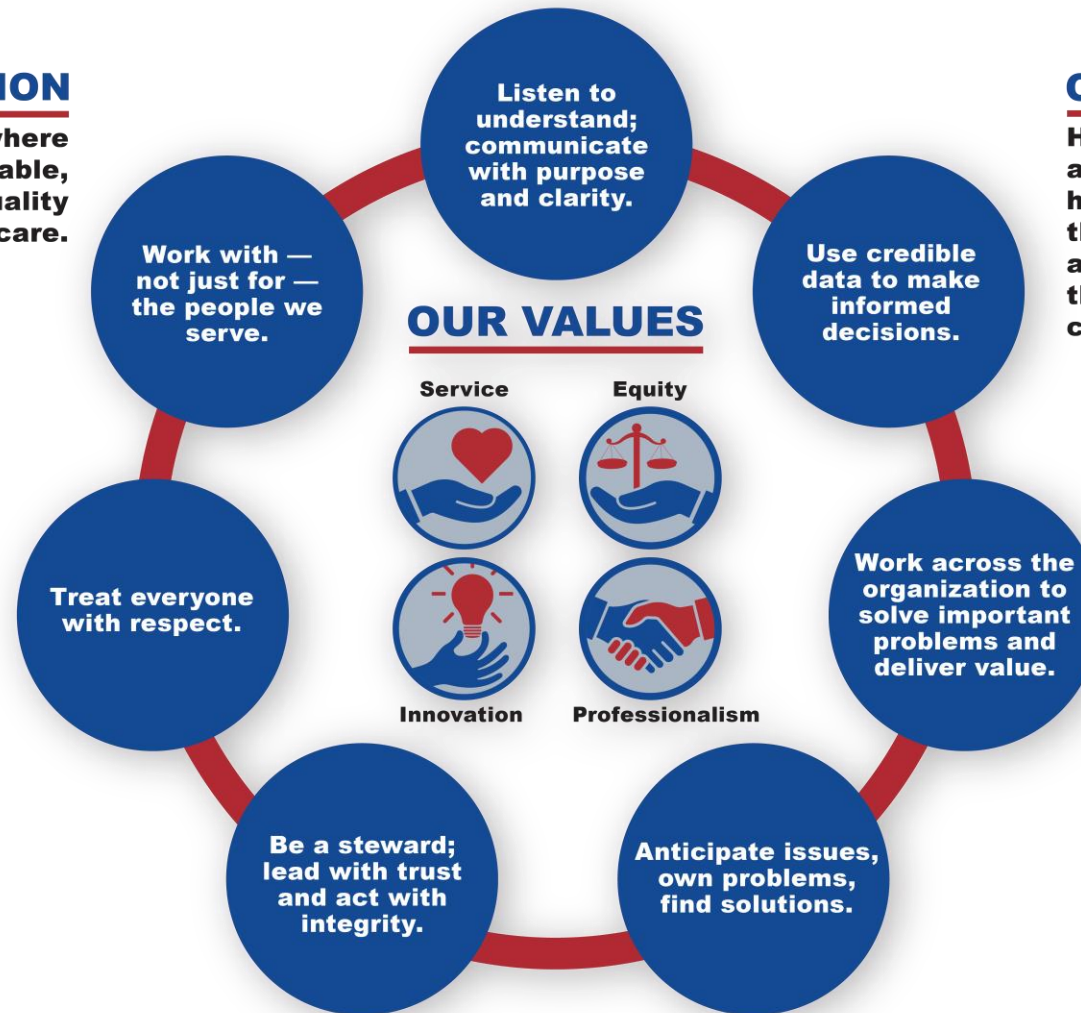 ION
where
able,
uality
care.
Listen to
understand;
communicate
with purpose
and clarity.
Work with —
not just for —
the people we
serve.
Use credible
data to make
informed
decisions.
OUR VALUES
Service
Equity
Innovation
Professionalism
Treat everyone
with respect.
Work across the
organization to
solve important
problems and
deliver value.
Be a steward;
lead with trust
and act with
integrity.
Anticipate issues,
own problems,
find solutions.